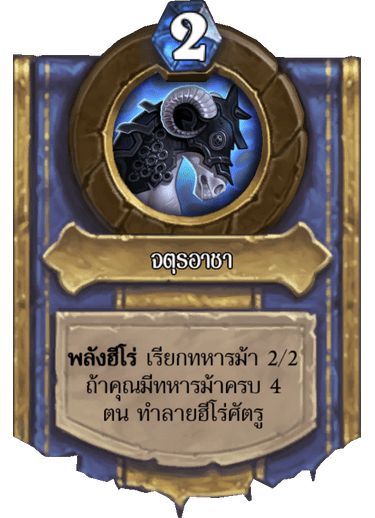 2
จตุรอาชา
พลังฮีโร่ เรียกทหารม้า 2/2
ถ้าคุณมีทหารม้าครบ 4
ตน ทำลายฮีโร่ศัตรู